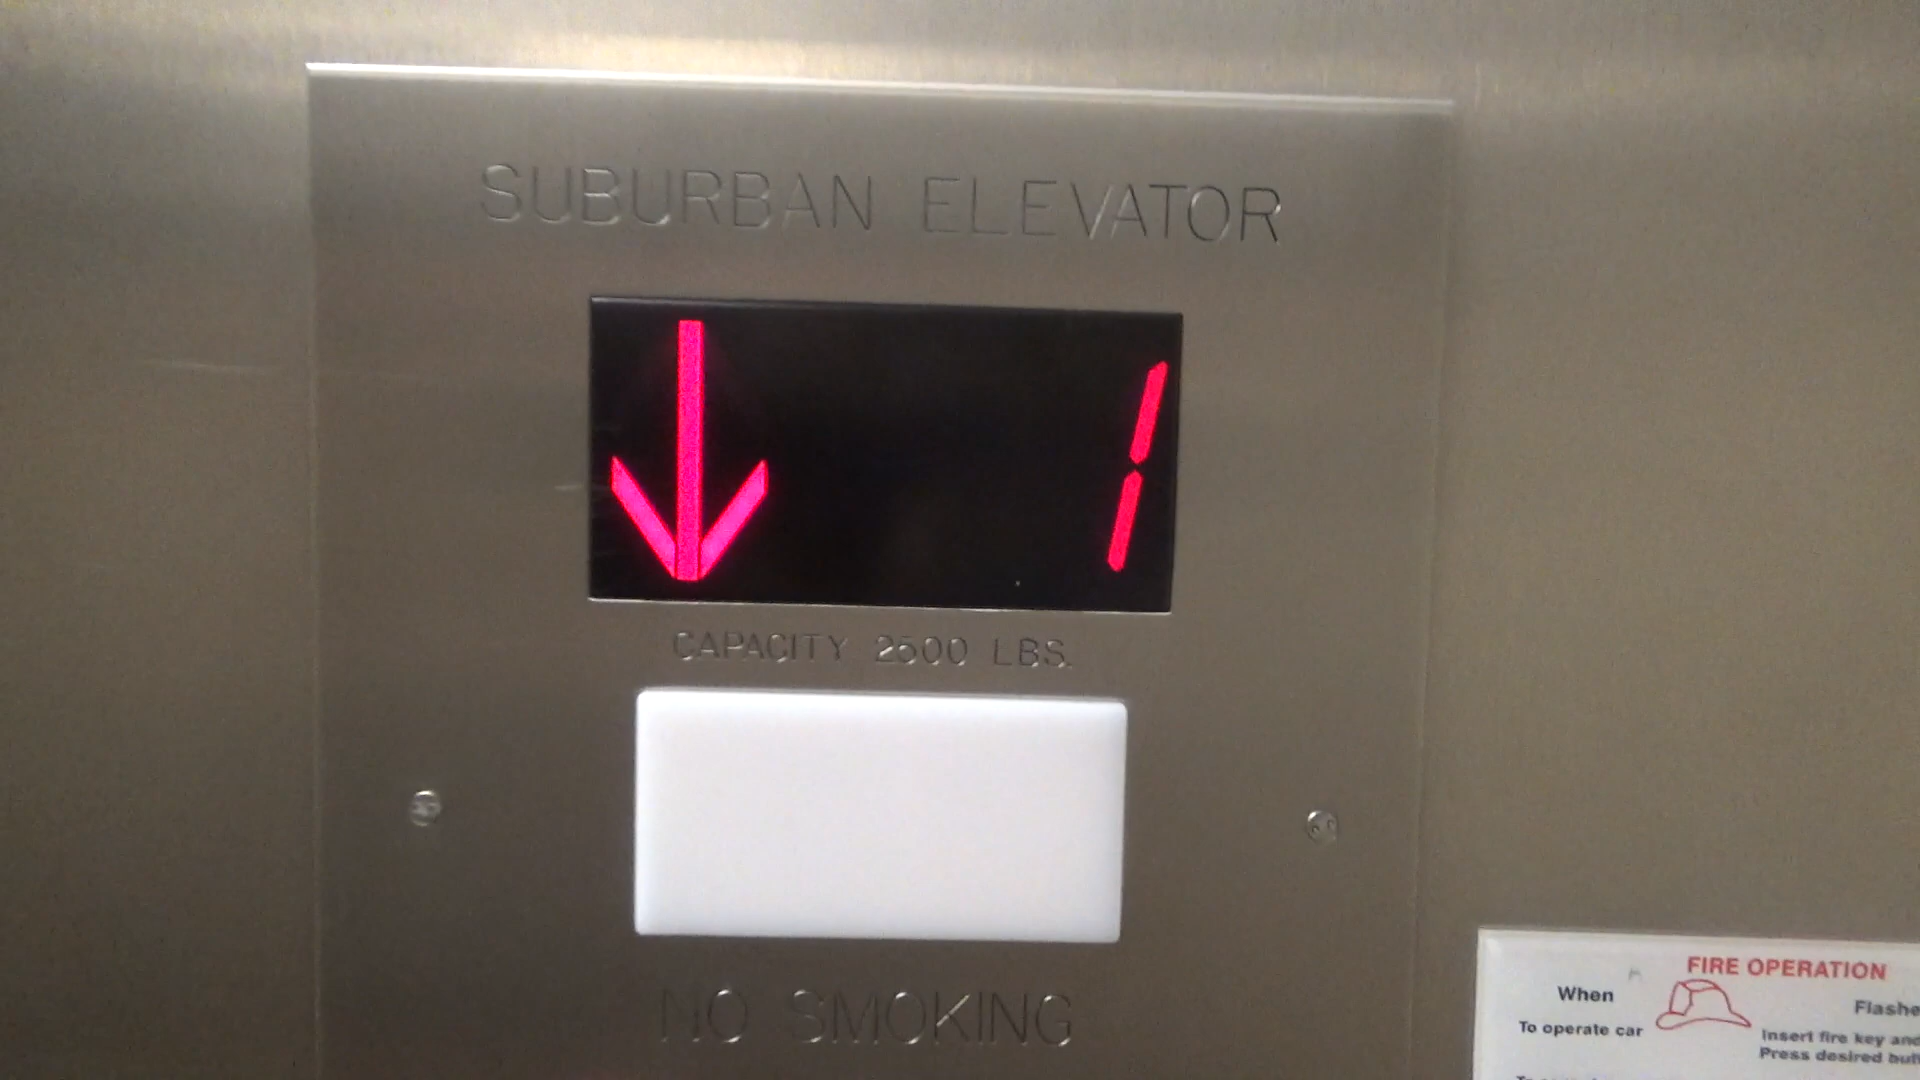 SUBURBAN ELEVATOR
1
CAPACITY 2500 LBS.
NO SMOKING
FIRE OPERATION
When
Flashe
To operate car
Insert fire key and
Press desired but